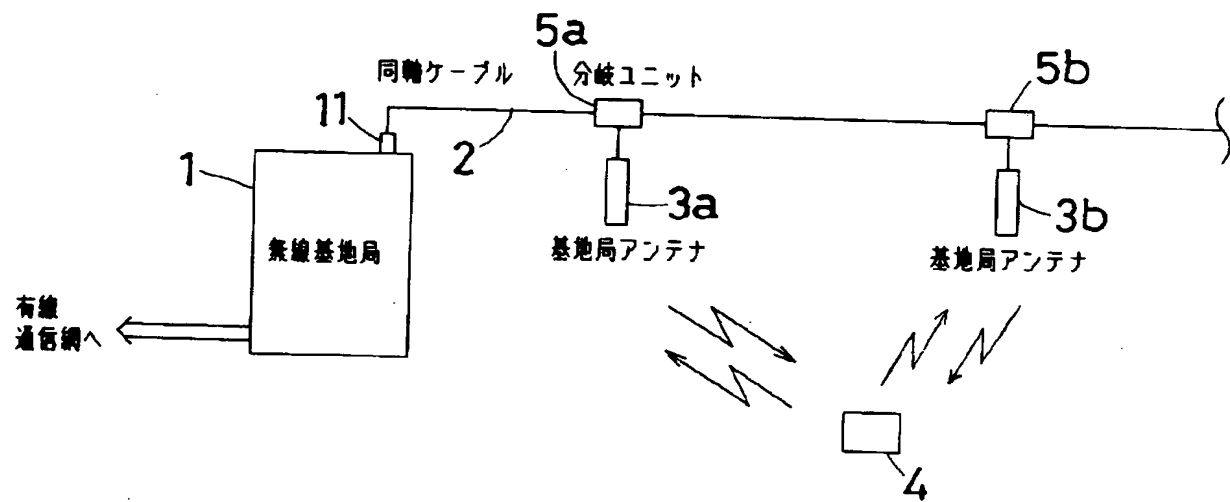 5a
同軸ケーブル
分岐ユニット
5b
11
2
1
3a
3b
無線基地局
基地局アンテナ
基地局アンテナ
有線
通信網へ
4